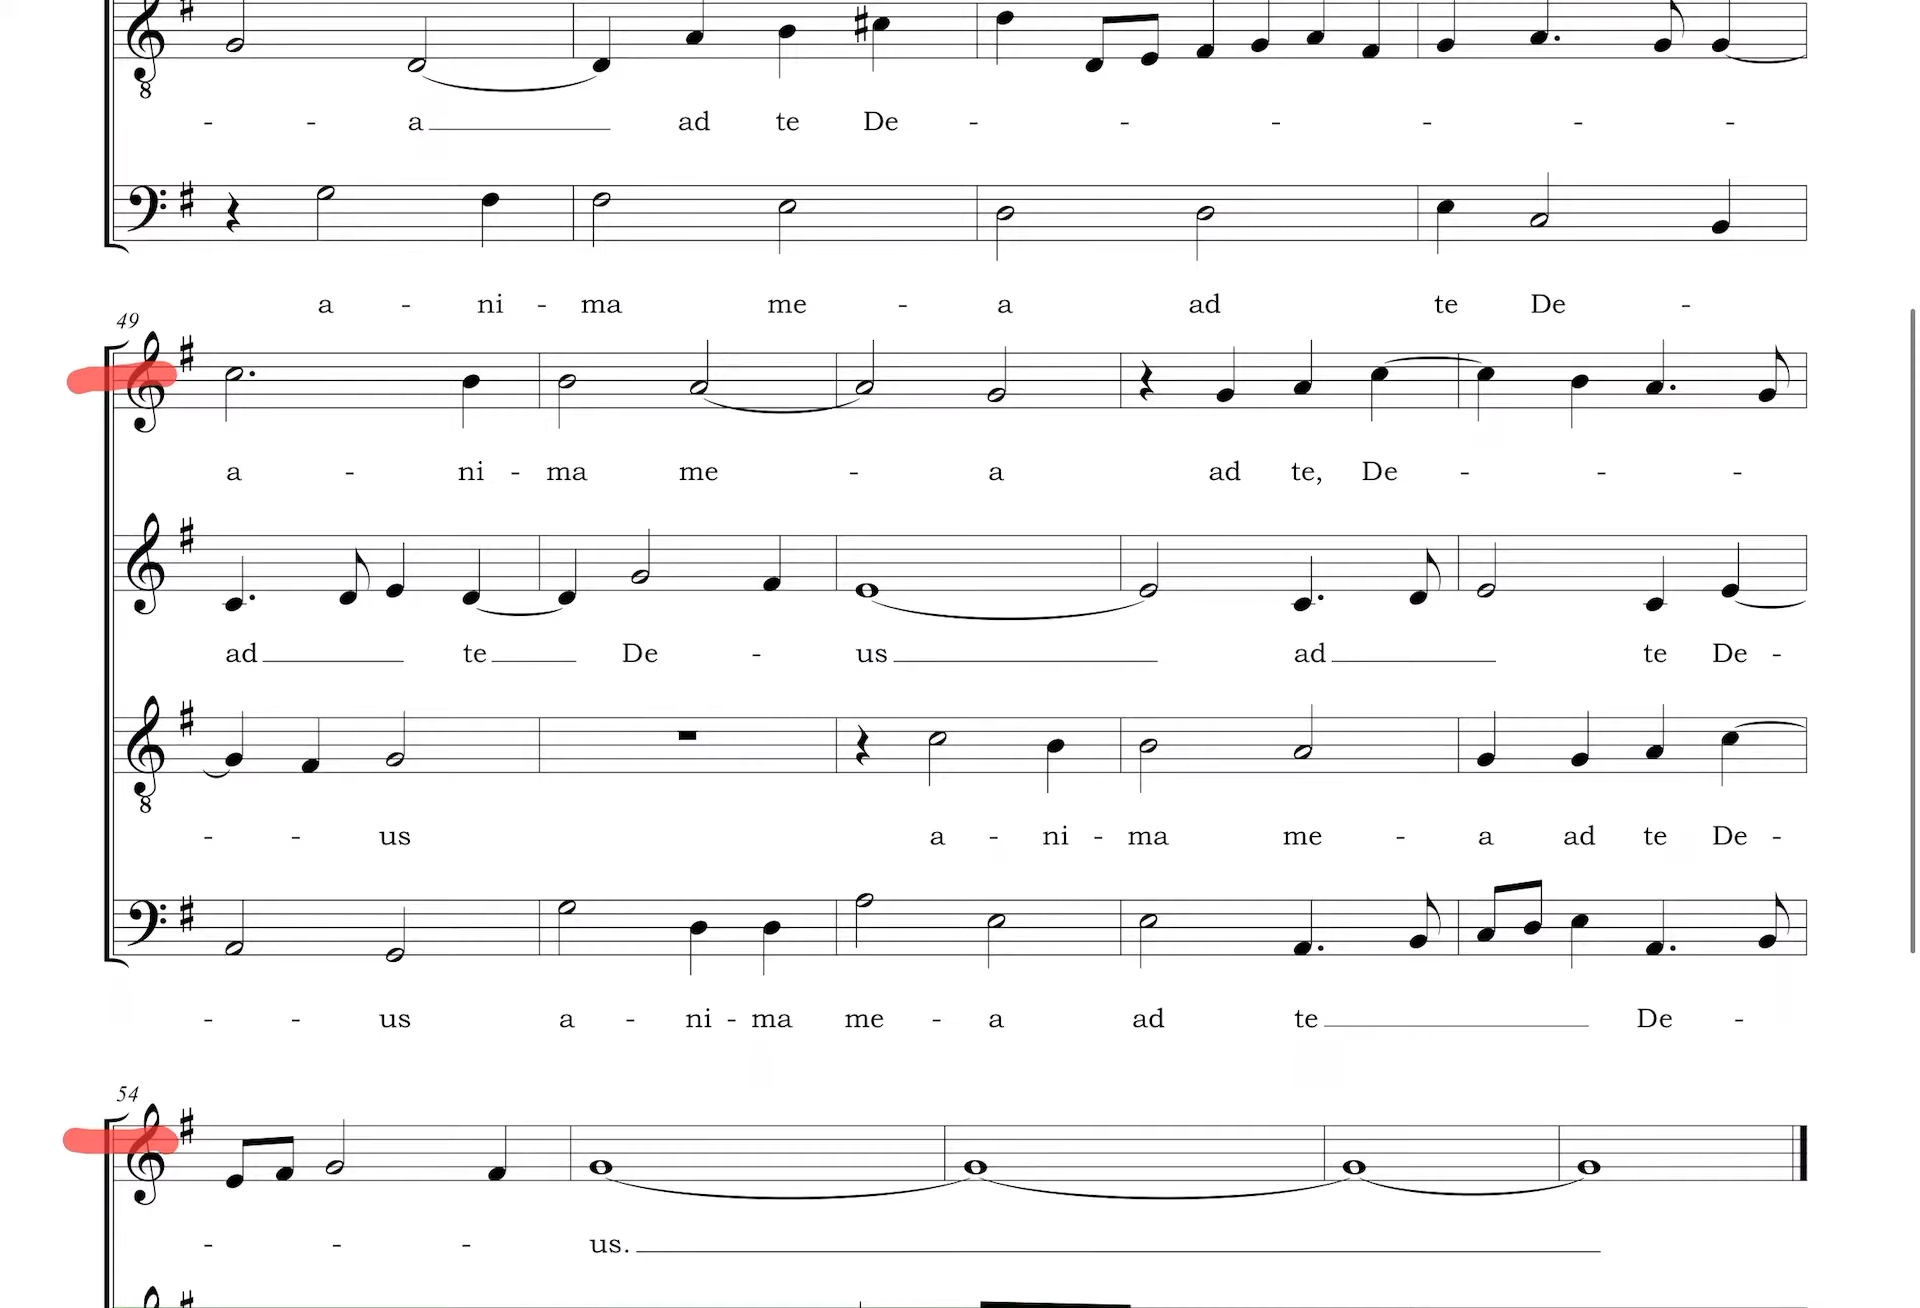 8
- - a ad te De - - - - - -
a - ni - ma me - a ad te De -
49
a - ni - ma me - a ad te, De - - -
ad te De - us ad te De -
8
- - us a - ni - ma me - a ad te De -
- - us a - ni - ma me - a ad te De -
54
- - - us.